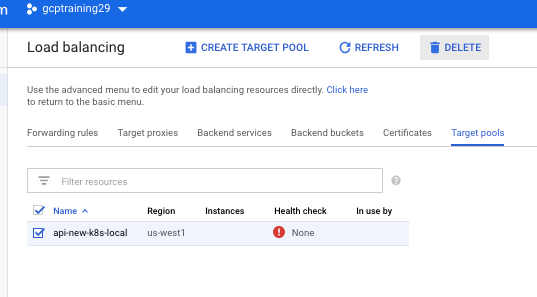 m gcptraining29
Load balancing CREATE TARGET POOL REFRESH DELETE
Use the advanced menu to edit your load balancing resources directly. Click here
to return to the basic menu.
Forwarding rules Target proxies Backend services Backend buckets Certificates Target pools
Filter resources
Name Region Instances Health check In use by
api-new-k8s-local us-west1 None